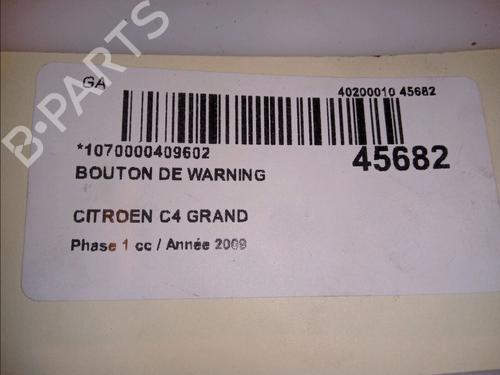 GA
40200010 45682
*1070000409602
45682
BOUTON DE WARNING
CITROEN C4 GRAND
Phase 1 cc / Année 2009
B-PARTS